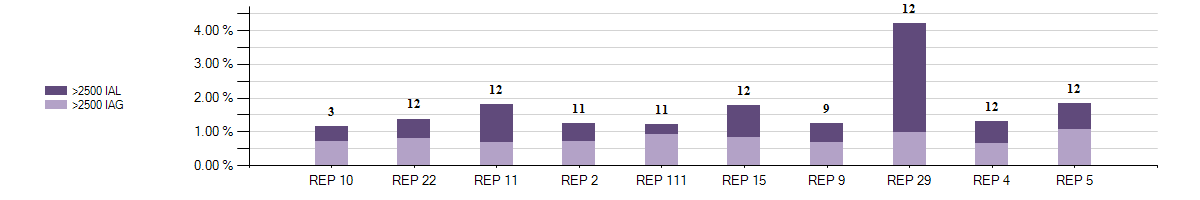 12
4.00 %
3.00 %
2.00 %
1.00 %
0.00 %
>2500 IAL
>2500 IAG
3
12
12
11
11
12
9
12
12
REP 10
REP 22
REP 11
REP 2
REP 111
REP 15
REP 9
REP 29
REP 4
REP 5